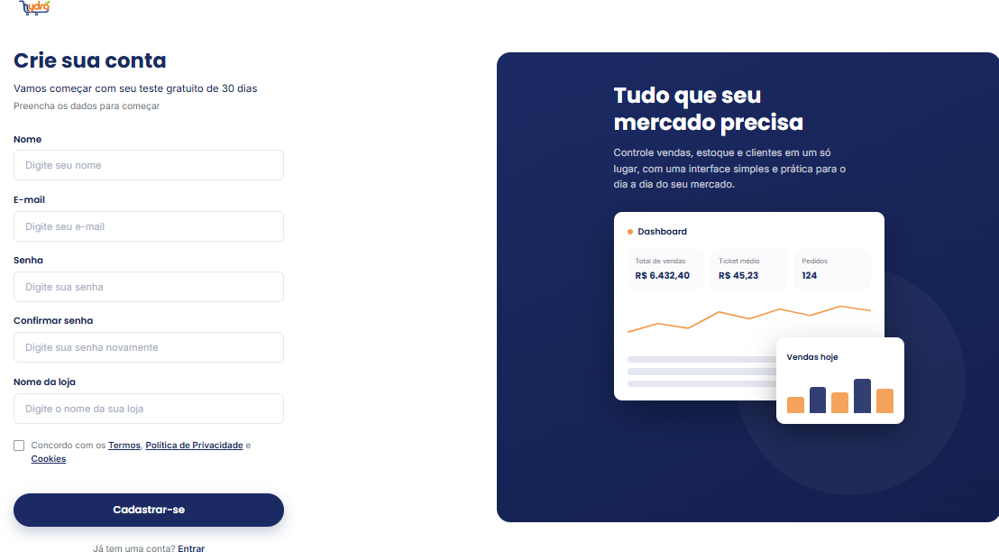 hydro
Crie sua conta
Vamos começar com seu teste gratuito de 30 dias
Preencha os dados para começar
Nome
Digite seu nome
E-mail
Digite seu e-mail
Senha
Digite sua senha
Confirmar senha
Digite sua senha novamente
Nome da loja
Digite o nome da sua loja
Concordo com os Termos, Política de Privacidade e
Cookies
Cadastrar-se
Já tem uma conta? Entrar
Tudo que seu
mercado precisa
Controle vendas, estoque e clientes em um só
lugar, com uma interface simples e prática para o
dia a dia do seu mercado.
Dashboard
Total de vendas
R$ 6.432,40
Ticket médio
R$ 45,23
Pedidos
124
Vendas hoje